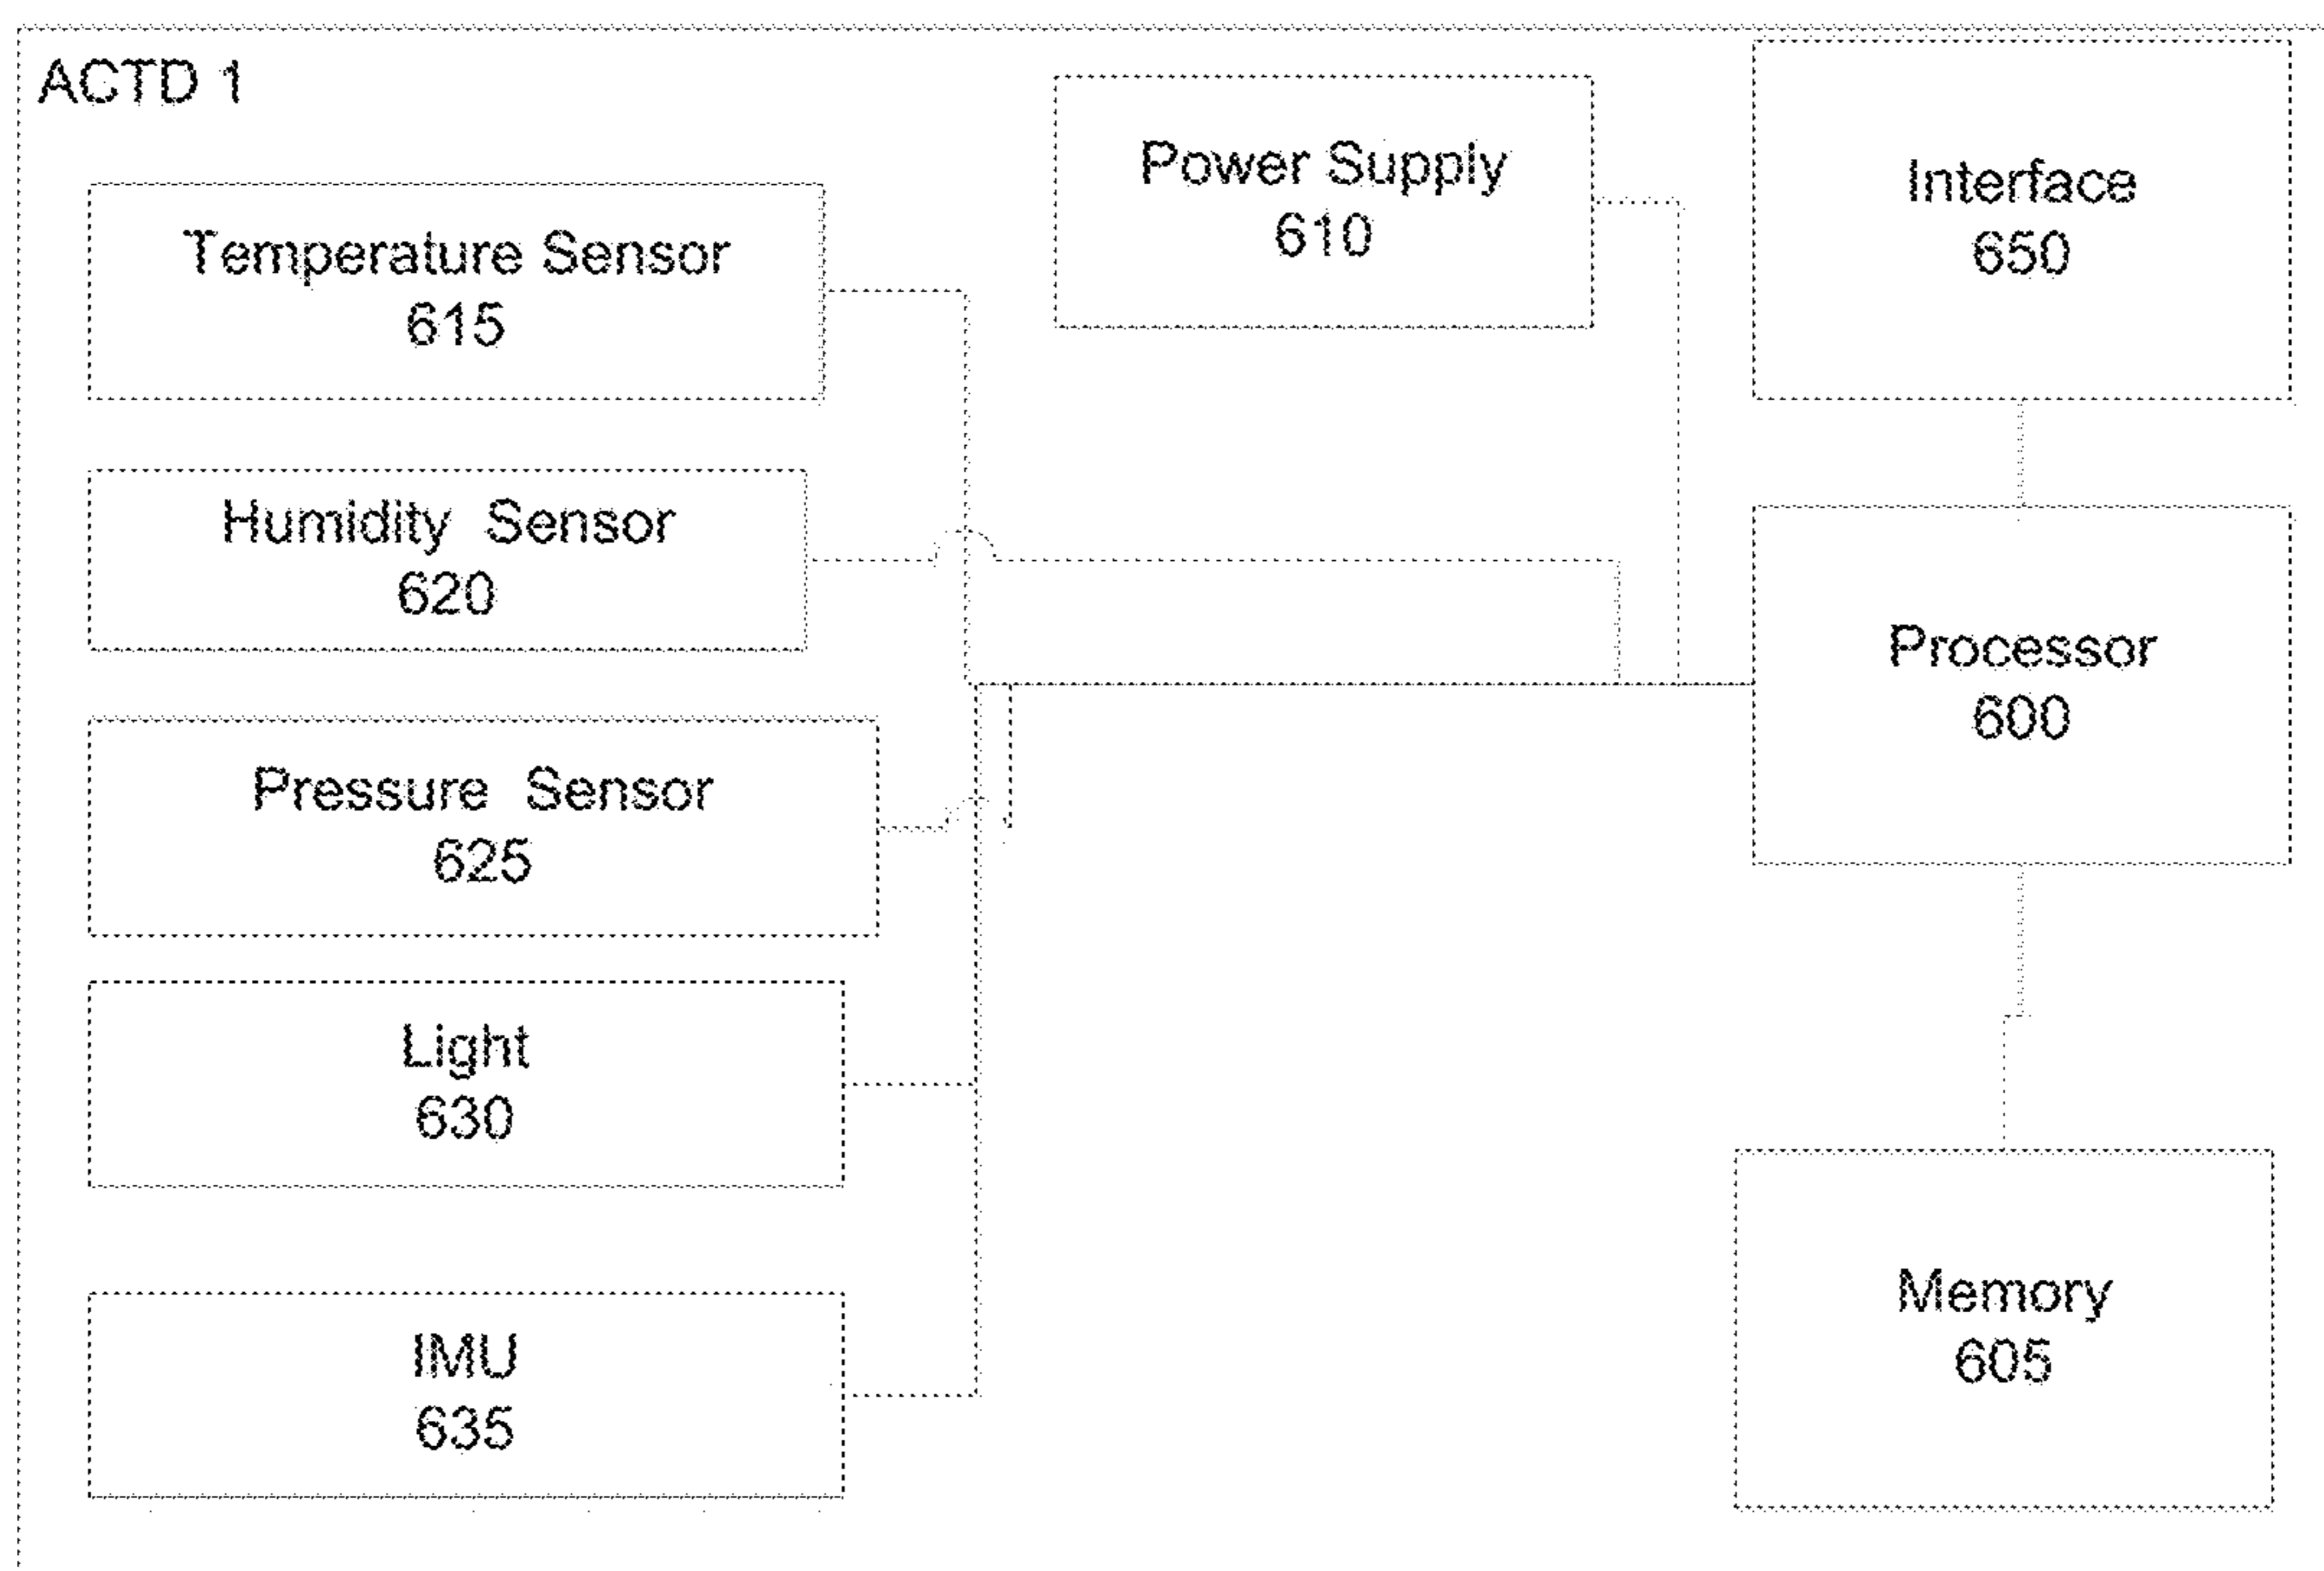 ACTD 1
Temperature Sensor
615
Humidity Sensor
620
Pressure Sensor
625
Light
630
IMU
635
Power Supply
610
Interface
650
Processor
600
Memory
605